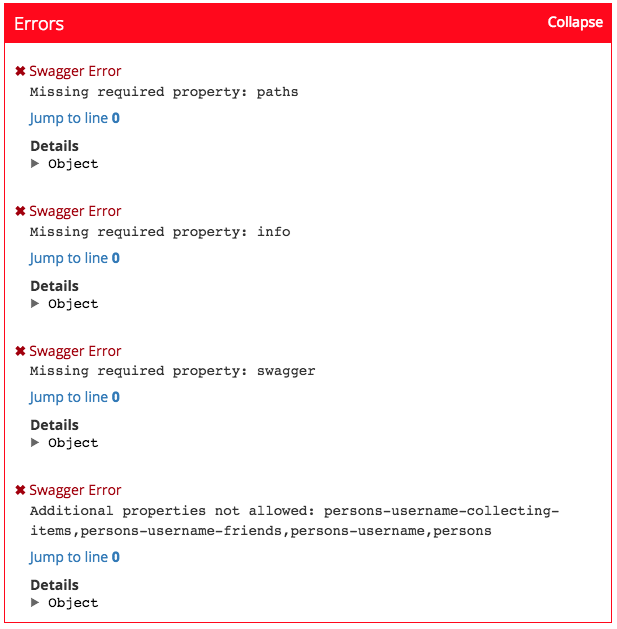 Errors Collapse
✖ Swagger Error
Missing required property: paths
Jump to line 0
Details
▶ Object
✖ Swagger Error
Missing required property: info
Jump to line 0
Details
▶ Object
✖ Swagger Error
Missing required property: swagger
Jump to line 0
Details
▶ Object
✖ Swagger Error
Additional properties not allowed: persons-username-collecting-
items,persons-username-friends,persons-username,persons
Jump to line 0
Details
▶ Object